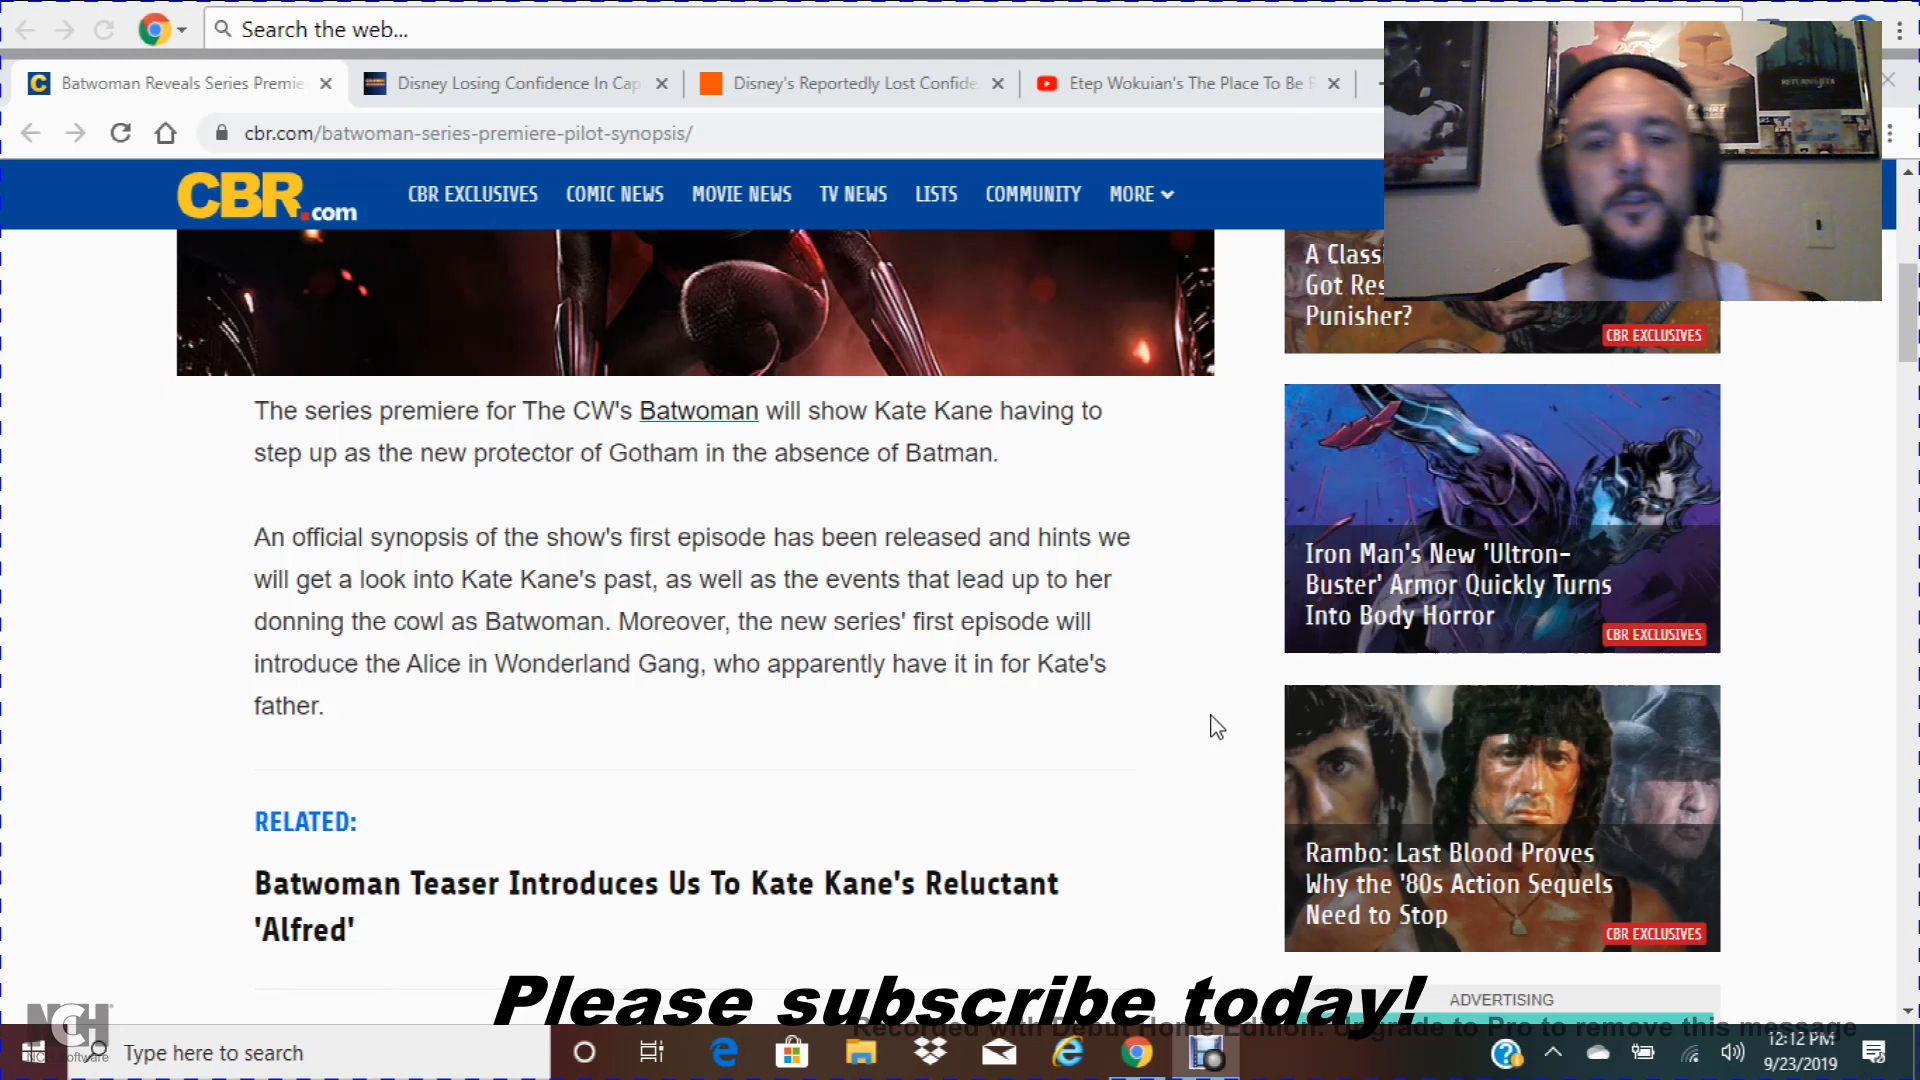 Search the web...
Batwoman Reveals Series Premie
Disney Losing Confidence In Cap
Disney's Reportedly Lost Confide
Etep Wokuian's The Place To Be
cbr.com/batwoman-series-premiere-pilot-synopsis/
CBR.com
CBR EXCLUSIVES
COMIC NEWS
MOVIE NEWS
TV NEWS
LISTS
COMMUNITY
MORE
The series premiere for The CW's Batwoman will show Kate Kane having to
step up as the new protector of Gotham in the absence of Batman.
An official synopsis of the show's first episode has been released and hints we
will get a look into Kate Kane's past, as well as the events that lead up to her
donning the cowl as Batwoman. Moreover, the new series' first episode will
introduce the Alice in Wonderland Gang, who apparently have it in for Kate's
father.
RELATED:
Batwoman Teaser Introduces Us To Kate Kane's Reluctant
'Alfred'
A Classi
Got Res
Punisher?
CBR EXCLUSIVES
Iron Man's New 'Ultron-
Buster' Armor Quickly Turns
Into Body Horror
CBR EXCLUSIVES
Rambo: Last Blood Proves
Why the '80s Action Sequels
Need to Stop
CBR EXCLUSIVES
ADVERTISING
Please subscribe today!
Recorded with Debut Home Edition. Upgrade to Pro to remove this message
NCH
NCH Software
Type here to search
12:12 PM
9/23/2019